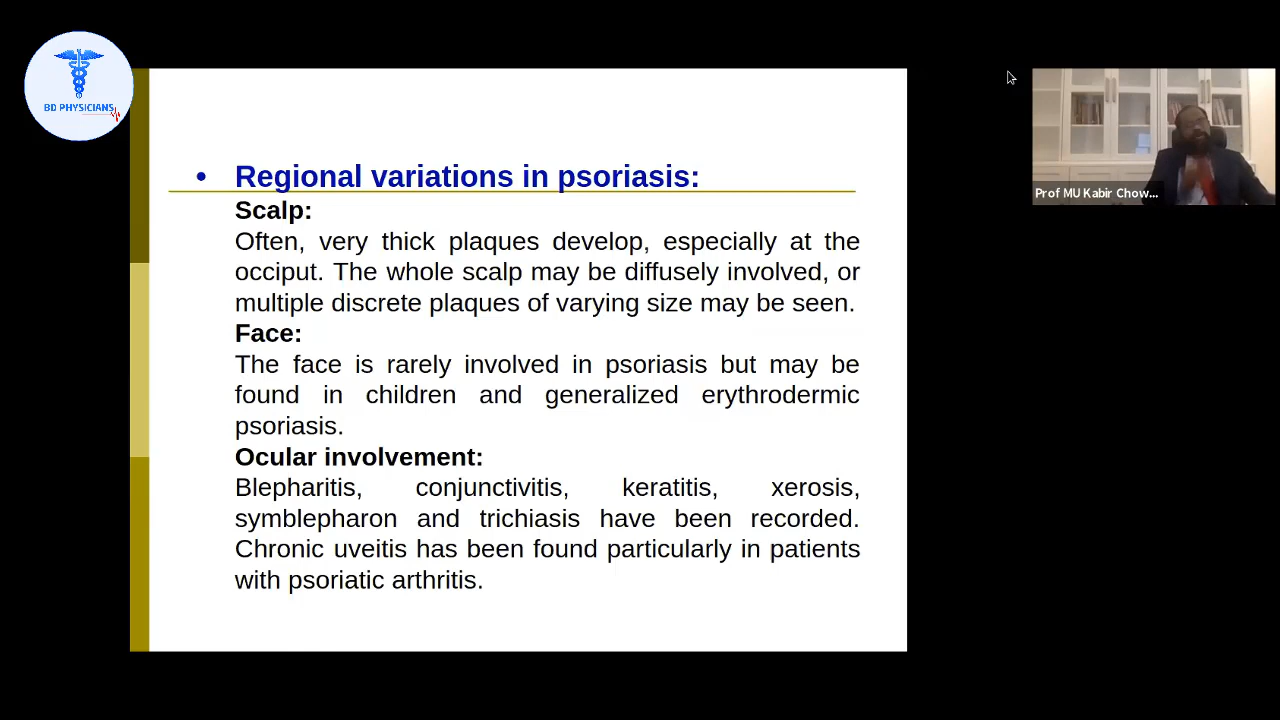 BD PHYSICIANS
• Regional variations in psoriasis:
Scalp:
Often, very thick plaques develop, especially at the
occiput. The whole scalp may be diffusely involved, or
multiple discrete plaques of varying size may be seen.
Face:
The face is rarely involved in psoriasis but may be
found in children and generalized erythrodermic
psoriasis.
Ocular involvement:
Blepharitis, conjunctivitis, keratitis, xerosis,
symblepharon and trichiasis have been recorded.
Chronic uveitis has been found particularly in patients
with psoriatic arthritis.
Prof MU Kabir Chow...